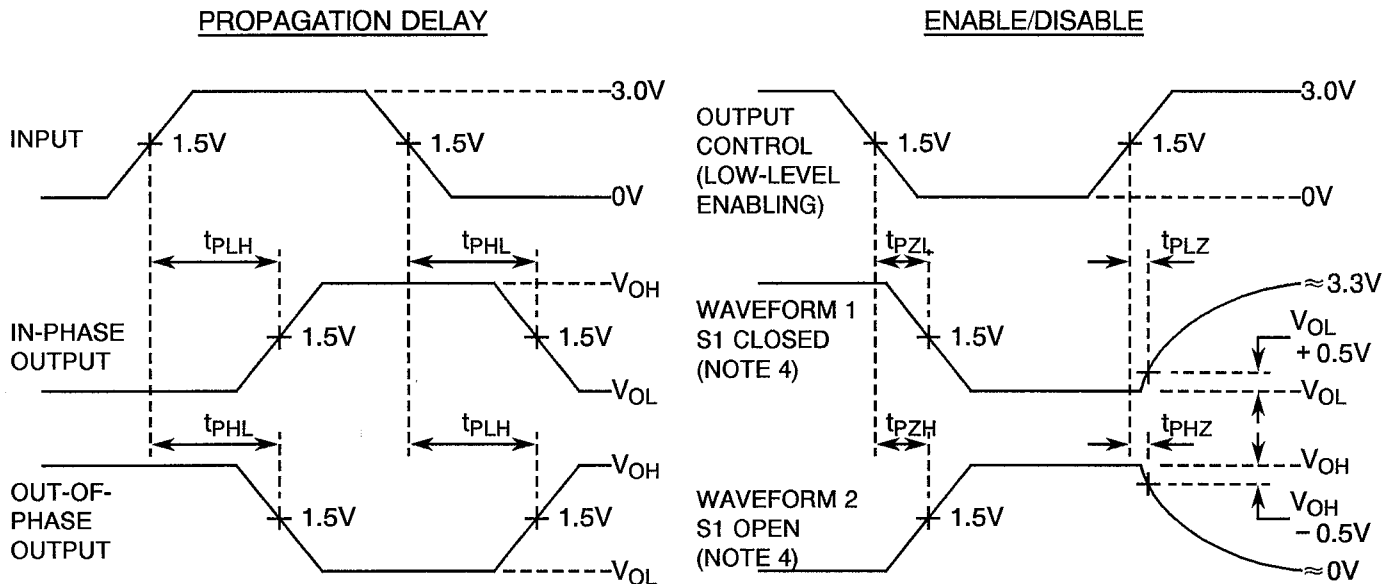 PROPAGATION DELAY
INPUT
1.5V
1.5V
3.0V
0V
tPLH
tPHL
IN-PHASE
OUTPUT
1.5V
1.5V
VOH
VOL
tPHL
tPLH
OUT-OF-
PHASE
OUTPUT
1.5V
1.5V
VOH
VOL
ENABLE/DISABLE
OUTPUT
CONTROL
(LOW-LEVEL
ENABLING)
1.5V
1.5V
3.0V
0V
tPZL
tPLZ
WAVEFORM 1
S1 CLOSED
(NOTE 4)
1.5V
≈3.3V
VOL
+0.5V
VOL
tPZH
tPHZ
WAVEFORM 2
S1 OPEN
(NOTE 4)
1.5V
VOH
VOH
−0.5V
≈0V